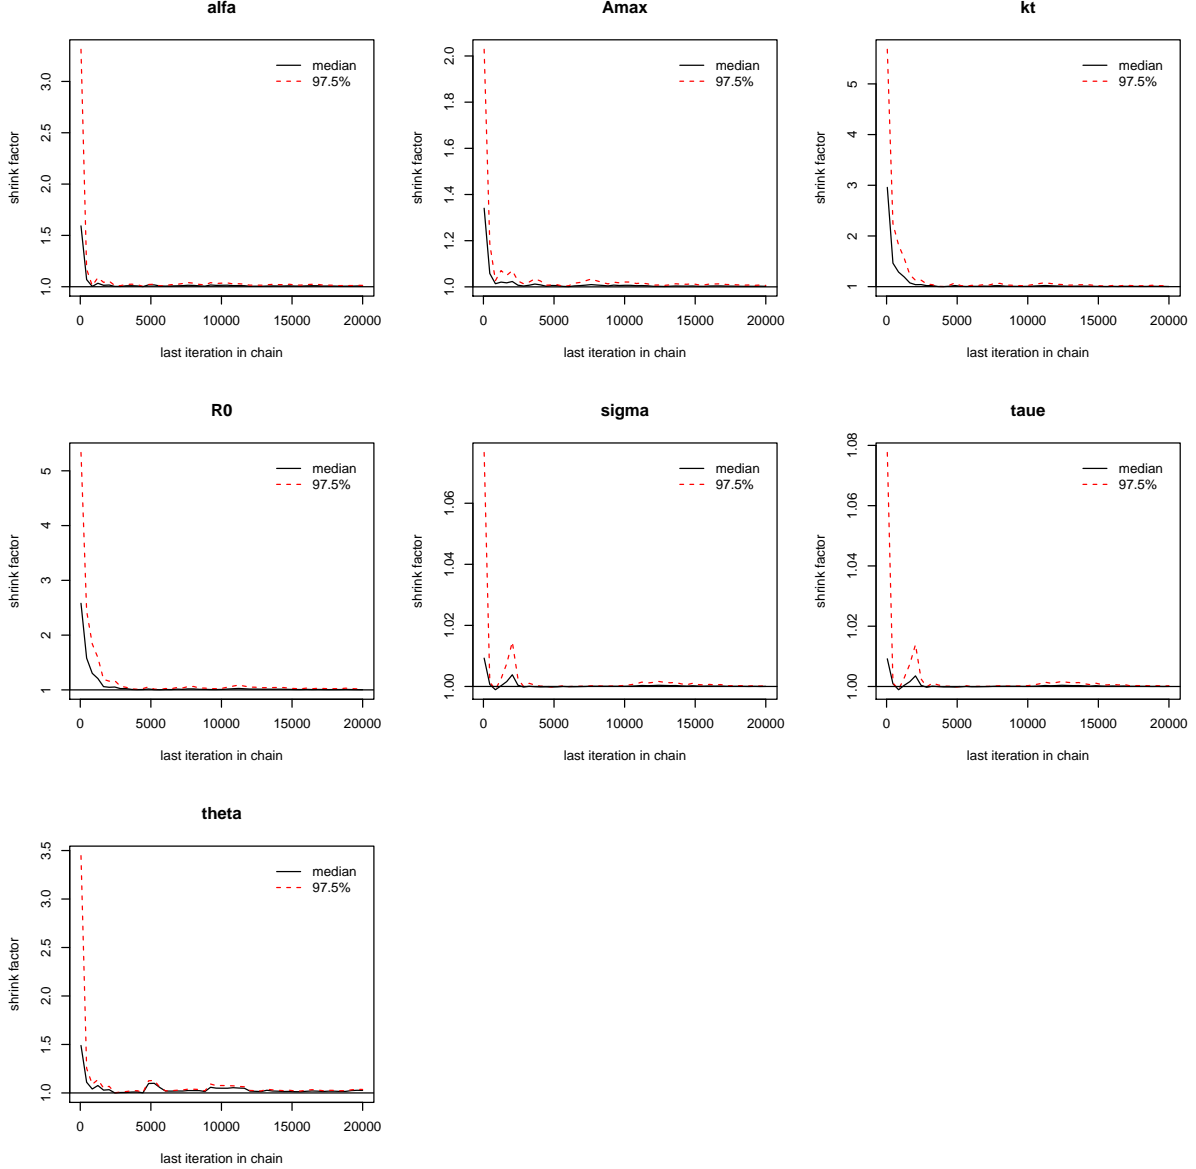 alfa
shrink factor
3.0
2.5
2.0
1.5
1.0
median
97.5%
0 5000 10000 15000 20000
last iteration in chain
Amax
shrink factor
2.0
1.8
1.6
1.4
1.2
1.0
median
97.5%
0 5000 10000 15000 20000
last iteration in chain
kt
shrink factor
5
4
3
2
1
median
97.5%
0 5000 10000 15000 20000
last iteration in chain
R0
shrink factor
5
4
3
2
1
median
97.5%
0 5000 10000 15000 20000
last iteration in chain
sigma
shrink factor
1.06
1.04
1.02
1.00
median
97.5%
0 5000 10000 15000 20000
last iteration in chain
taue
shrink factor
1.08
1.06
1.04
1.02
1.00
median
97.5%
0 5000 10000 15000 20000
last iteration in chain
theta
shrink factor
3.5
3.0
2.5
2.0
1.5
1.0
median
97.5%
0 5000 10000 15000 20000
last iteration in chain